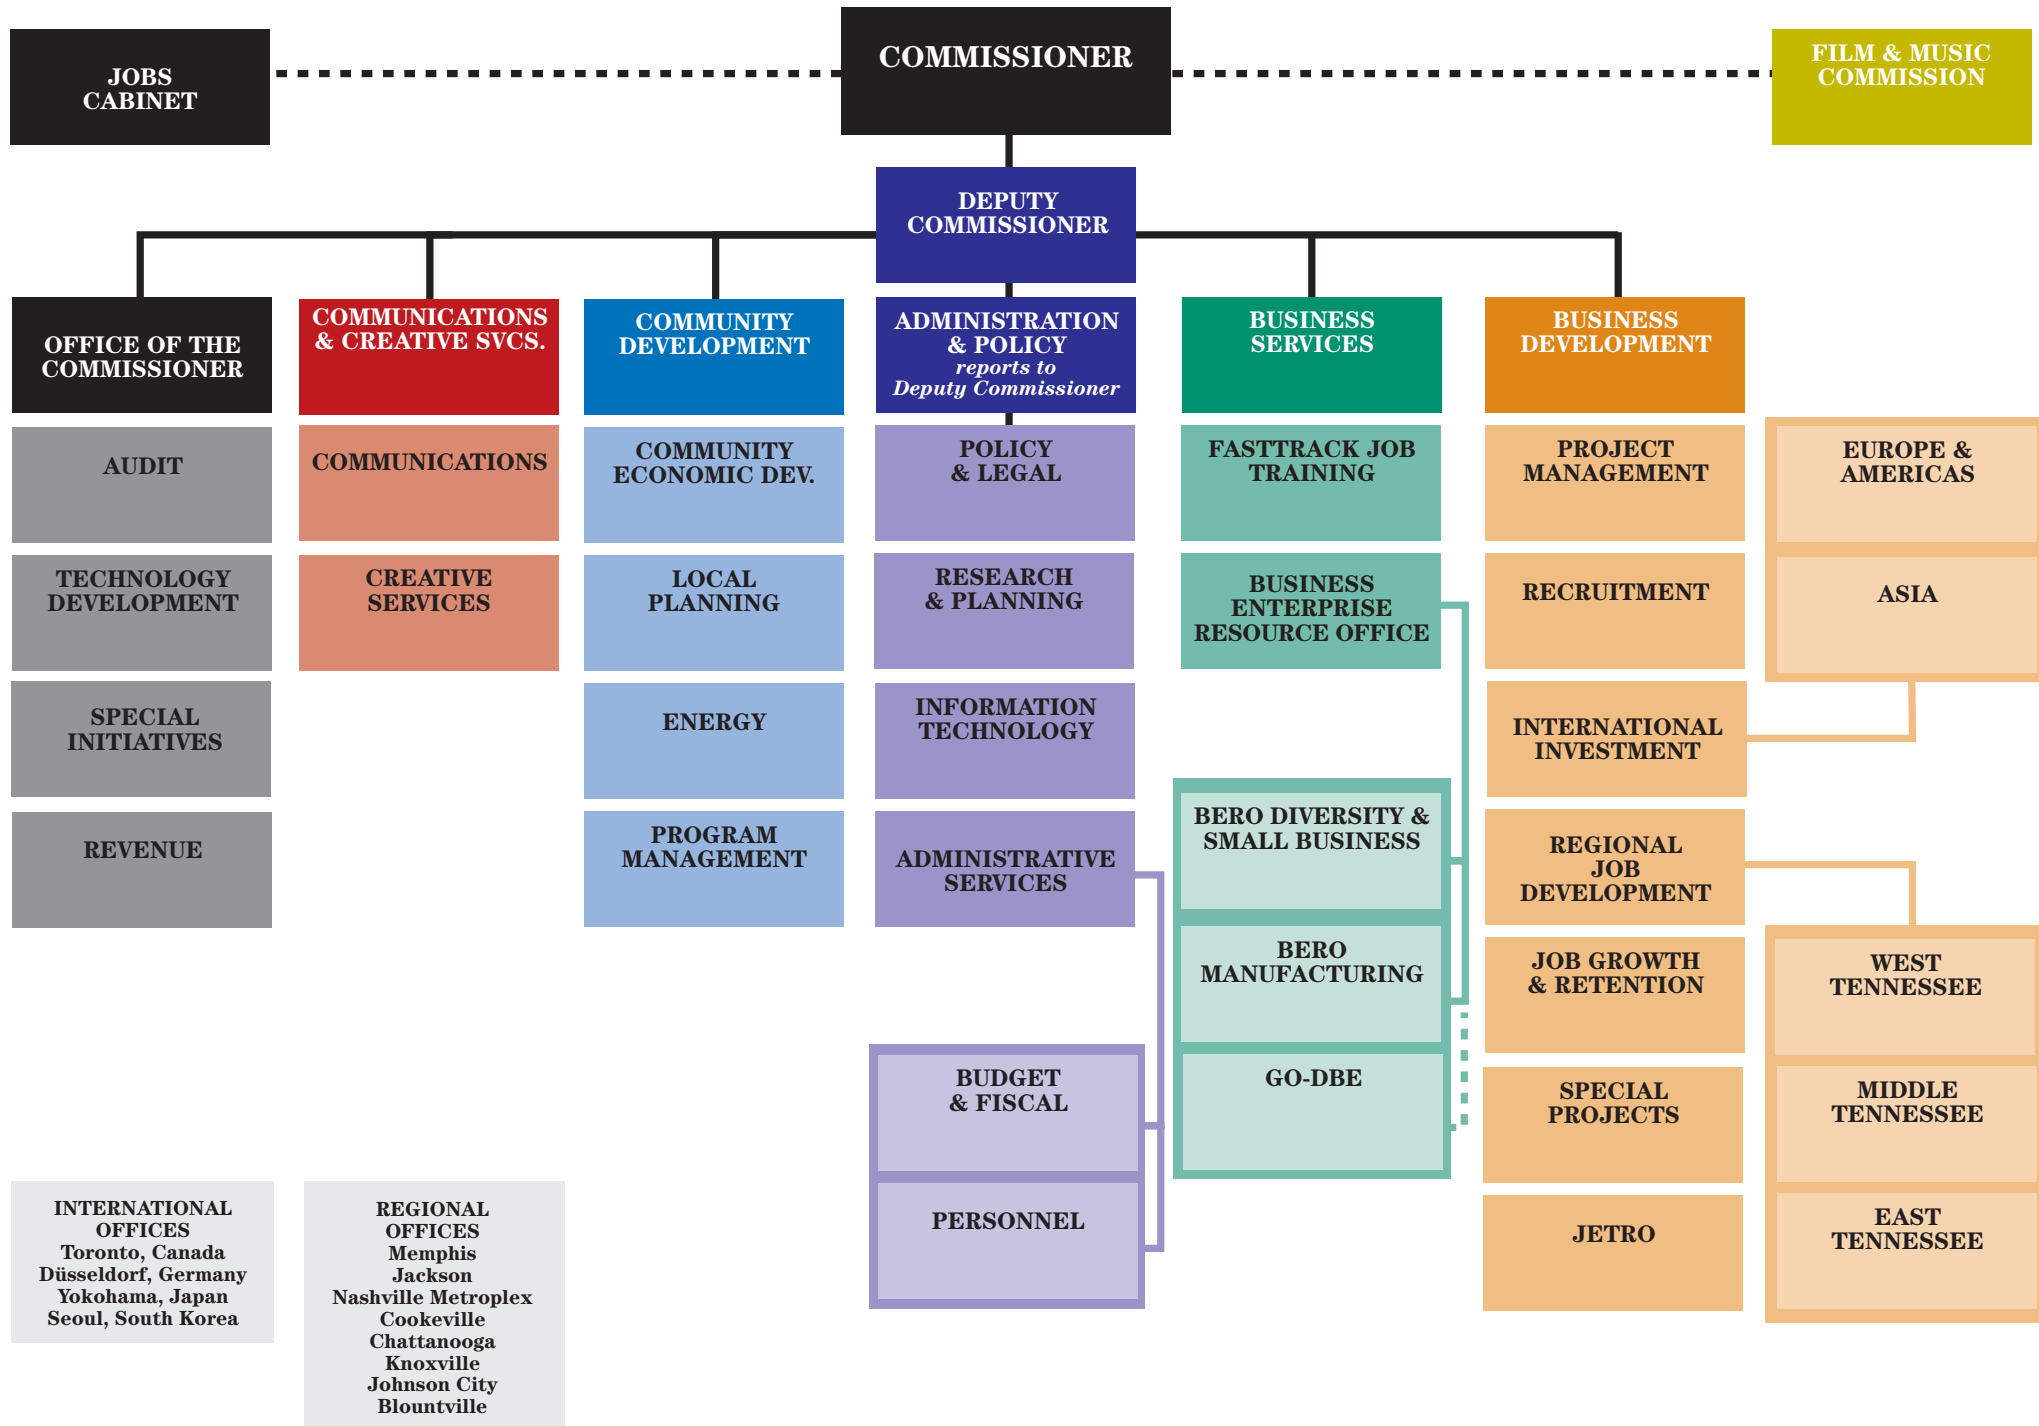 JOBS
CABINET
COMMISSIONER
FILM & MUSIC
COMMISSION
DEPUTY
COMMISSIONER
OFFICE OF THE
COMMISSIONER
AUDIT
TECHNOLOGY
DEVELOPMENT
SPECIAL
INITIATIVES
REVENUE
COMMUNICATIONS
& CREATIVE SVCS.
COMMUNICATIONS
CREATIVE
SERVICES
COMMUNITY
DEVELOPMENT
COMMUNITY
ECONOMIC DEV.
LOCAL
PLANNING
ENERGY
PROGRAM
MANAGEMENT
ADMINISTRATION
& POLICY
reports to
Deputy Commissioner
POLICY
& LEGAL
RESEARCH
& PLANNING
INFORMATION
TECHNOLOGY
ADMINISTRATIVE
SERVICES
BUDGET
& FISCAL
PERSONNEL
BUSINESS
SERVICES
FASTTRACK JOB
TRAINING
BUSINESS
ENTERPRISE
RESOURCE OFFICE
BERO DIVERSITY &
SMALL BUSINESS
BERO
MANUFACTURING
GO-DBE
BUSINESS
DEVELOPMENT
PROJECT
MANAGEMENT
RECRUITMENT
INTERNATIONAL
INVESTMENT
REGIONAL
JOB
DEVELOPMENT
JOB GROWTH
& RETENTION
SPECIAL
PROJECTS
JETRO
EUROPE &
AMERICAS
ASIA
WEST
TENNESSEE
MIDDLE
TENNESSEE
EAST
TENNESSEE
INTERNATIONAL
OFFICES
Toronto, Canada
Düsseldorf, Germany
Yokohama, Japan
Seoul, South Korea
REGIONAL
OFFICES
Memphis
Jackson
Nashville Metroplex
Cookeville
Chattanooga
Knoxville
Johnson City
Blountville